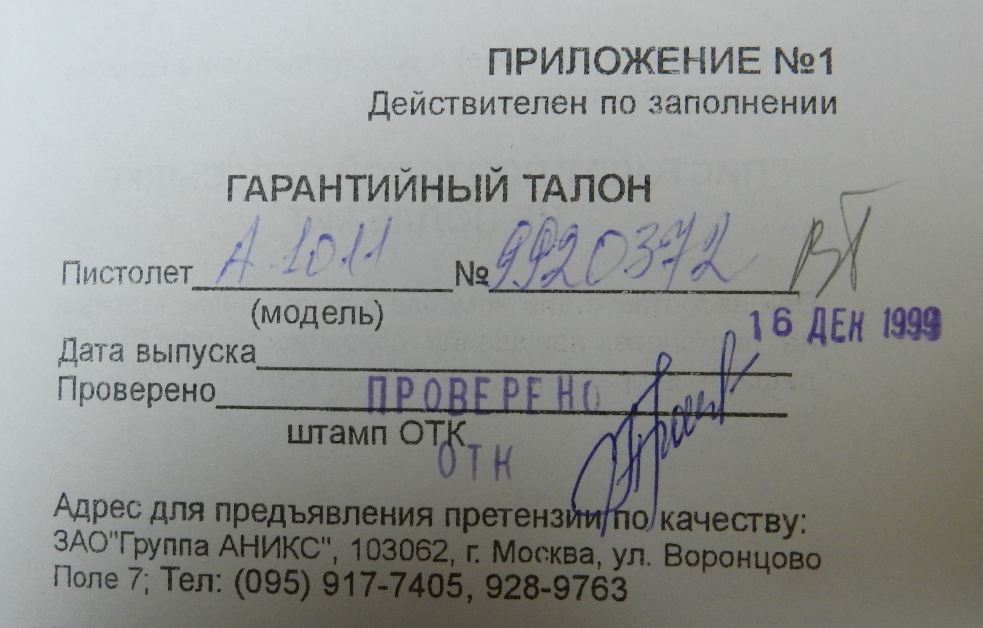 ПРИЛОЖЕНИЕ №1
Действителен по заполнении
ГАРАНТИЙНЫЙ ТАЛОН
Пистолет А 1011 № 9920372 ВТ
(модель)
16 ДЕК 1999
Дата выпуска
Проверено ПРОВЕРЕНО
штамп ОТК
ОТК
Адрес для предъявления претензии по качеству:
ЗАО"Группа АНИКС", 103062, г. Москва, ул. Воронцово
Поле 7; Тел: (095) 917-7405, 928-9763